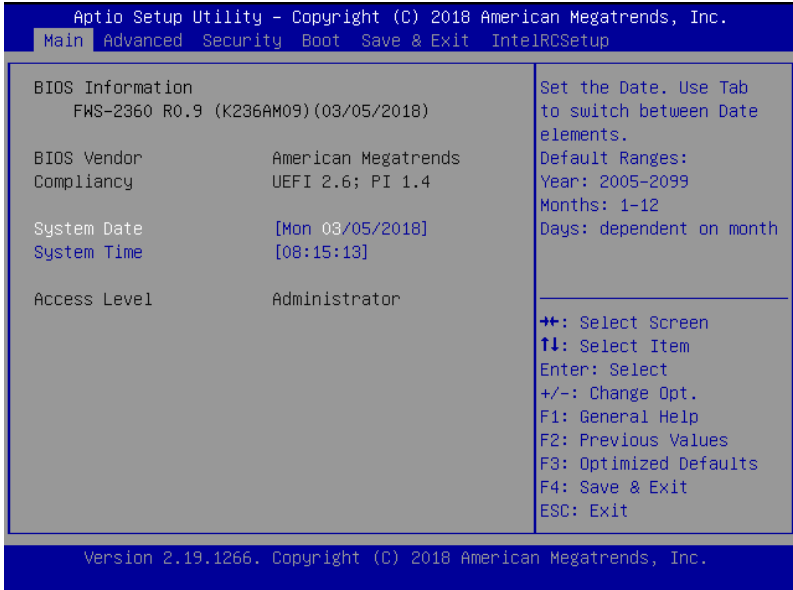 Aptio Setup Utility – Copyright (C) 2018 American Megatrends, Inc.
Main Advanced Security Boot Save & Exit IntelRCSetup
BIOS Information
FWS-2360 R0.9 (K236AM09)(03/05/2018)
BIOS Vendor American Megatrends
Compliancy UEFI 2.6; PI 1.4
System Date [Mon 03/05/2018]
System Time [08:15:13]
Access Level Administrator
Set the Date. Use Tab
to switch between Date
elements.
Default Ranges:
Year: 2005-2099
Months: 1-12
Days: dependent on month
→←: Select Screen
↑↓: Select Item
Enter: Select
+/-: Change Opt.
F1: General Help
F2: Previous Values
F3: Optimized Defaults
F4: Save & Exit
ESC: Exit
Version 2.19.1266. Copyright (C) 2018 American Megatrends, Inc.